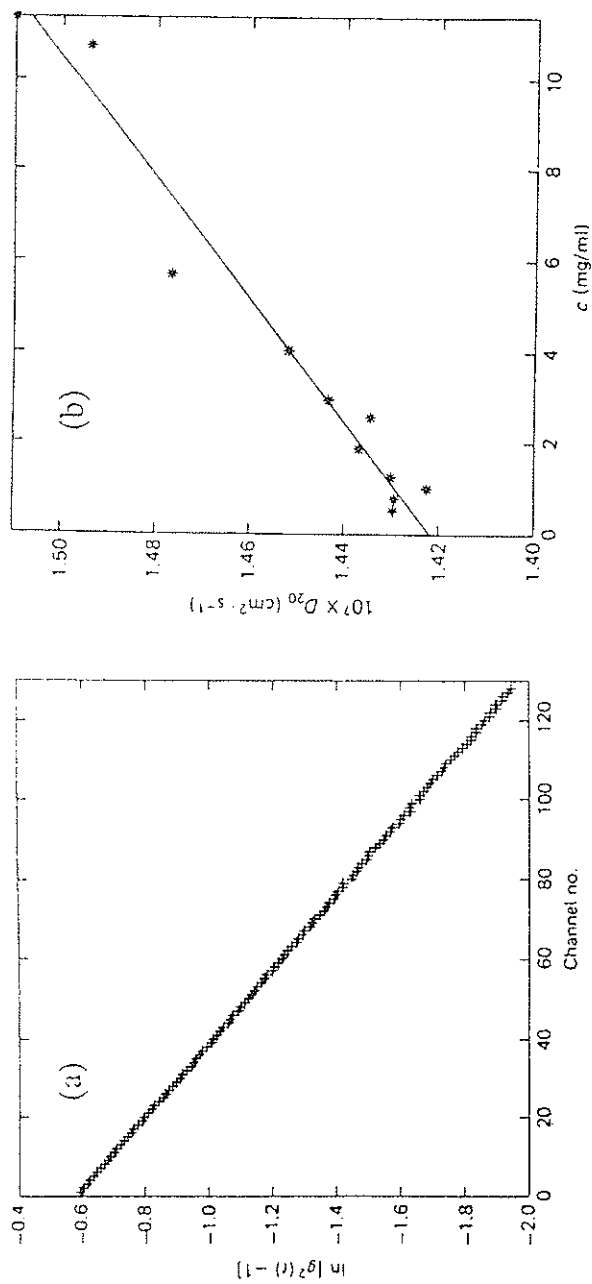 (a)
−0.4
−0.6
−0.8
−1.0
−1.2
−1.4
−1.6
−1.8
−2.0
ln [g²(τ) − 1]
0 20 40 60 80 100 120
Channel no.
(b)
1.50
1.48
1.46
1.44
1.42
1.40
10⁷ × D₂₀ (cm² · s⁻¹)
0 2 4 6 8 10
c (mg/ml)